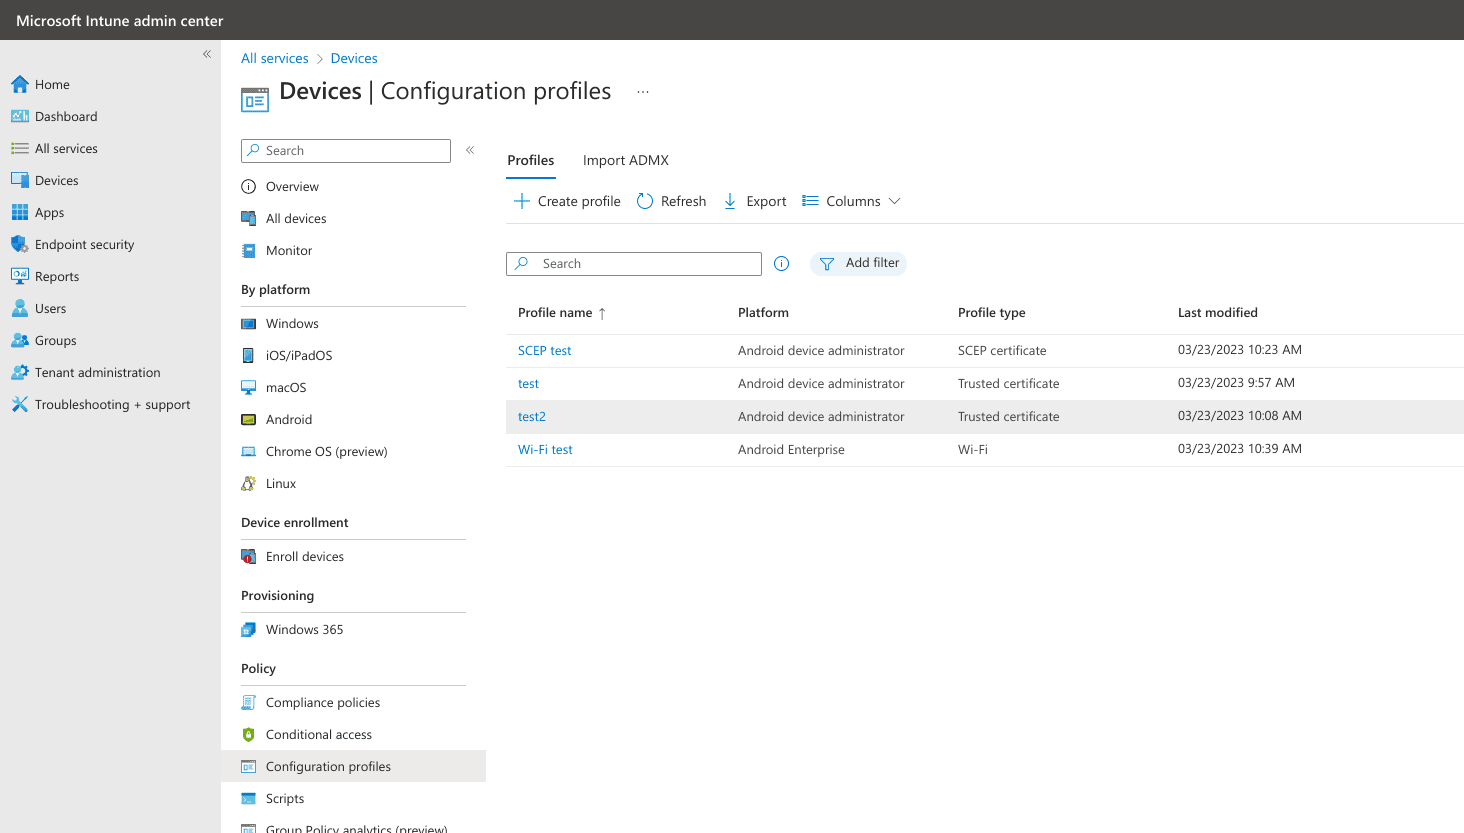 Microsoft Intune admin center
Home
Dashboard
All services
Devices
Apps
Endpoint security
Reports
Users
Groups
Tenant administration
Troubleshooting + support
All services > Devices
Devices | Configuration profiles ...
Search
Overview
All devices
Monitor
By platform
Windows
iOS/iPadOS
macOS
Android
Chrome OS (preview)
Linux
Device enrollment
Enroll devices
Provisioning
Windows 365
Policy
Compliance policies
Conditional access
Configuration profiles
Scripts
Group Policy analytics (preview)
Profiles Import ADMX
Create profile Refresh Export Columns
Search Add filter
Profile name ↑ Platform Profile type Last modified
SCEP test Android device administrator SCEP certificate 03/23/2023 10:23 AM
test Android device administrator Trusted certificate 03/23/2023 9:57 AM
test2 Android device administrator Trusted certificate 03/23/2023 10:08 AM
Wi-Fi test Android Enterprise Wi-Fi 03/23/2023 10:39 AM